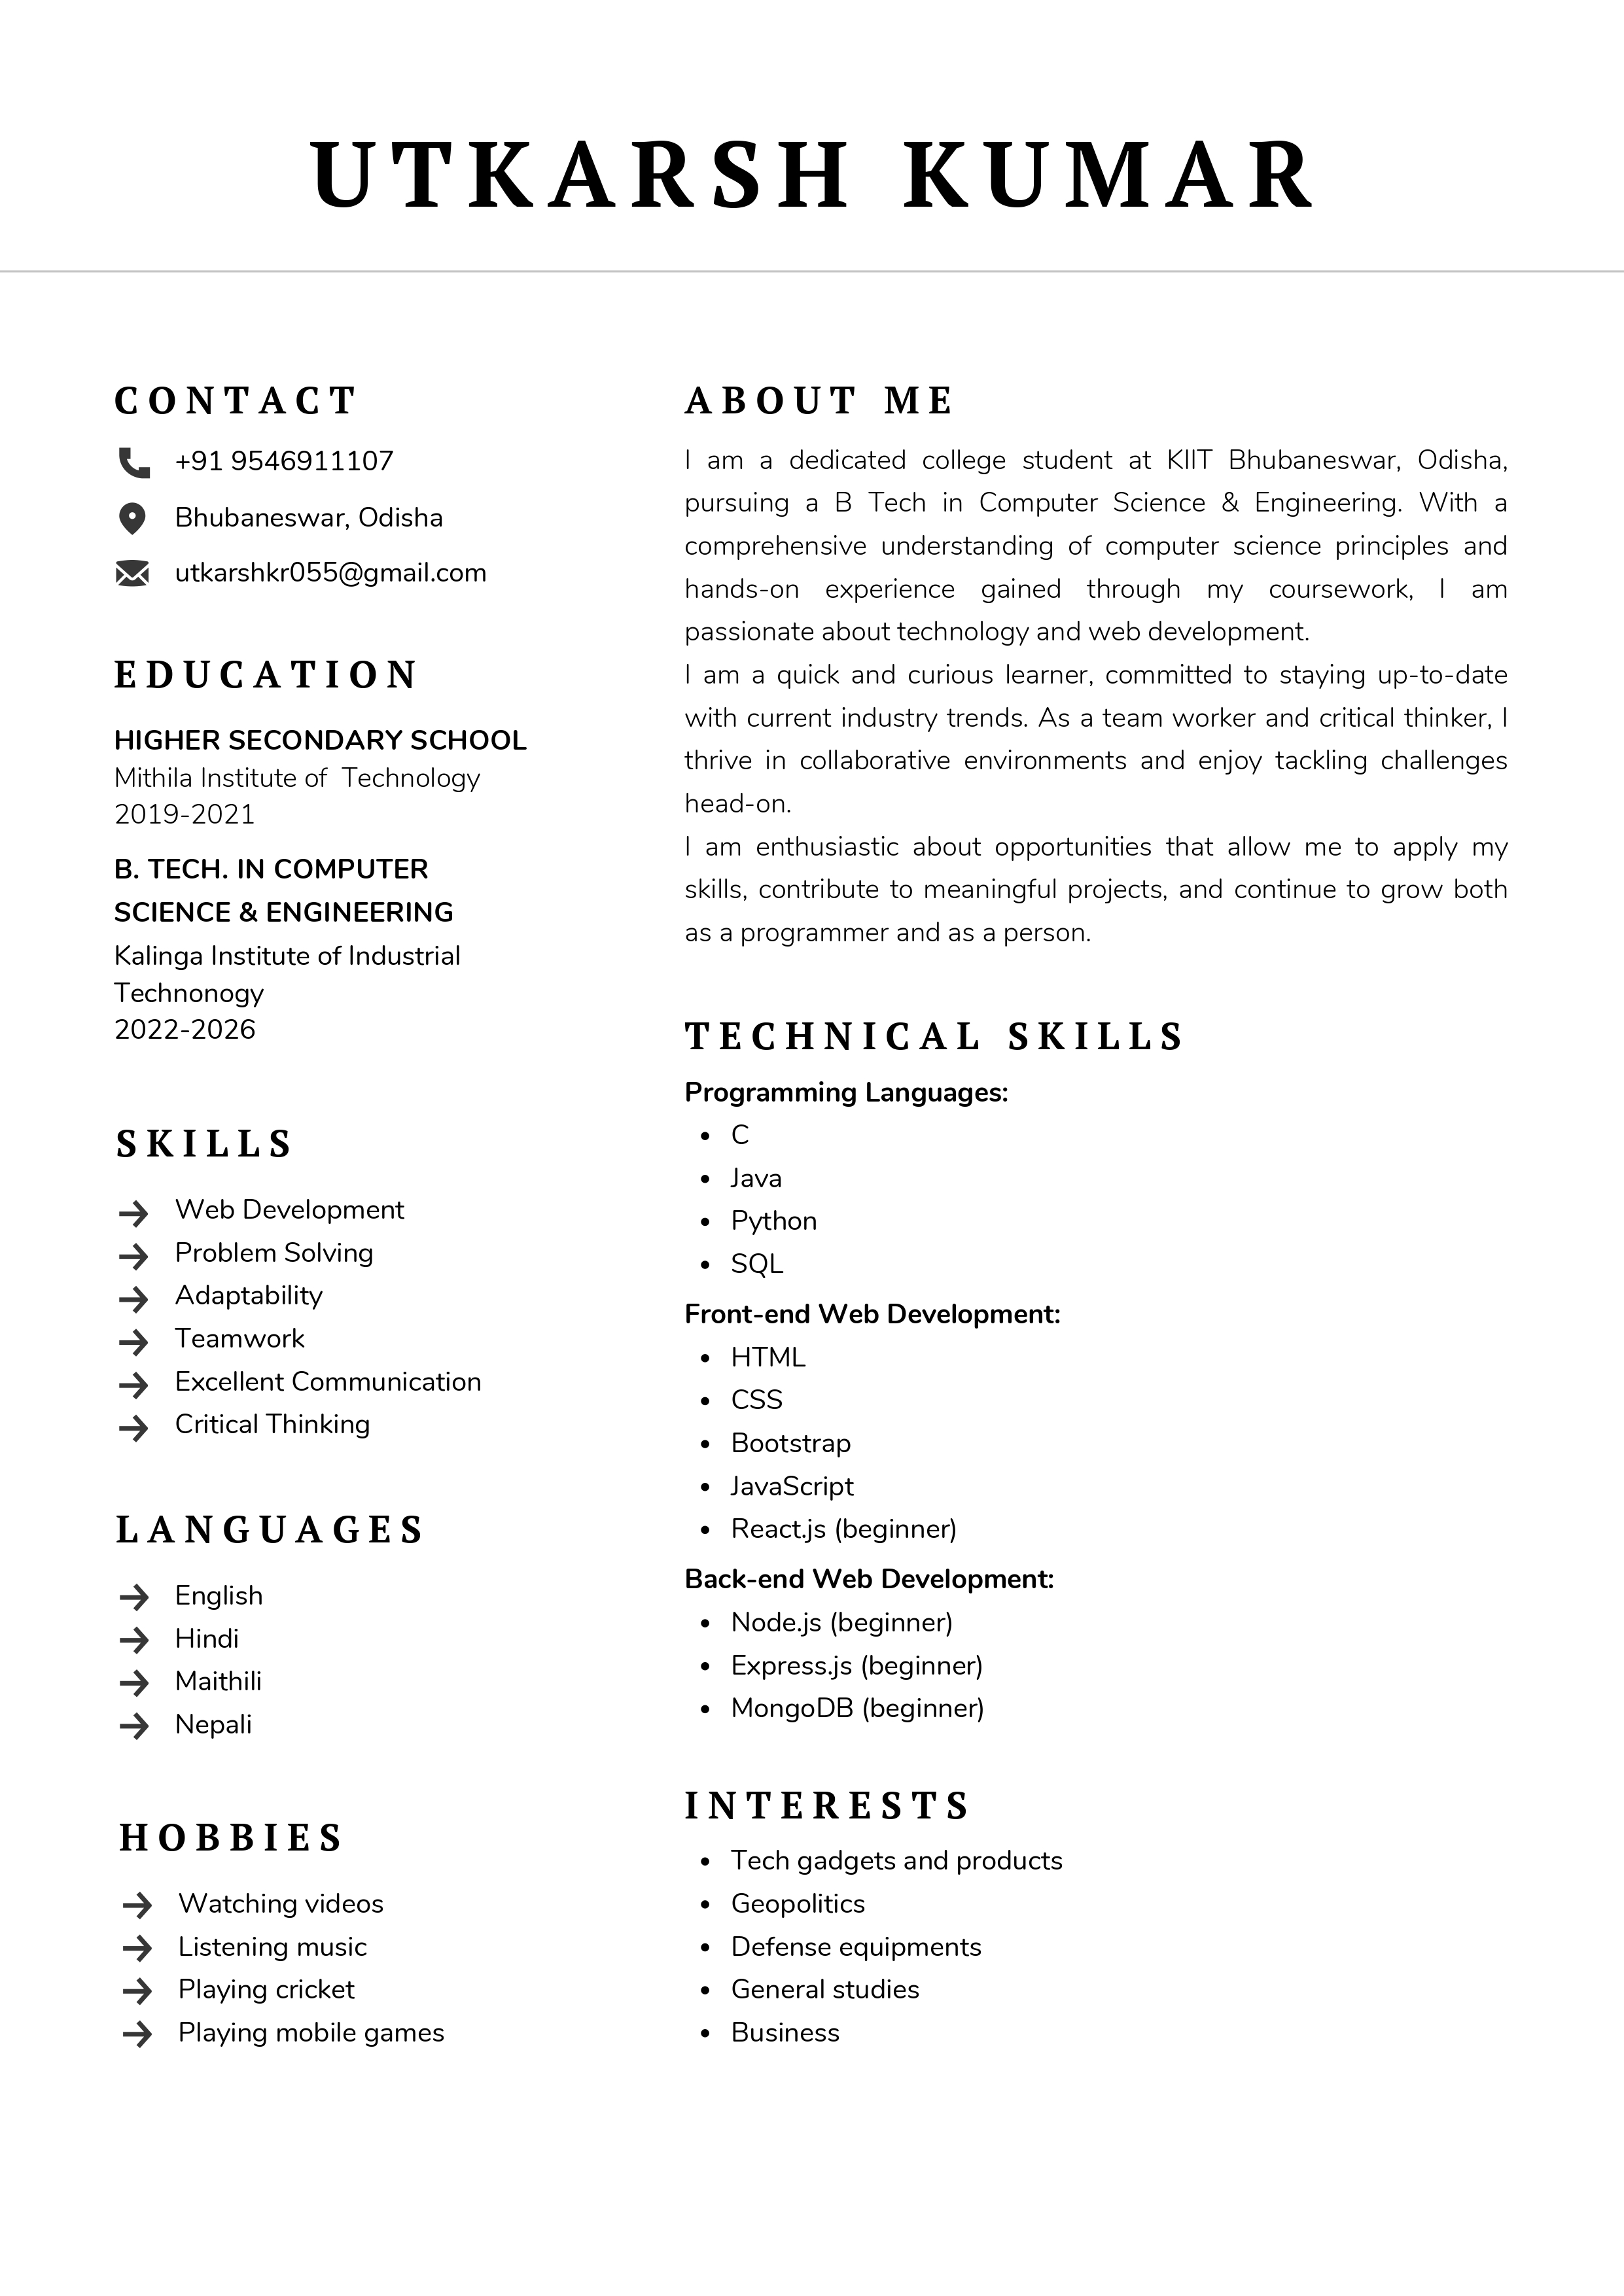 UTKARSH KUMAR
CONTACT
+91 9546911107
Bhubaneswar, Odisha
utkarshkr055@gmail.com
EDUCATION
HIGHER SECONDARY SCHOOL
Mithila Institute of  Technology
2019-2021
B. TECH. IN COMPUTER
SCIENCE & ENGINEERING
Kalinga Institute of Industrial
Technonogy
2022-2026
SKILLS
Web Development
Problem Solving
Adaptability
Teamwork
Excellent Communication
Critical Thinking
LANGUAGES
English
Hindi
Maithili
Nepali
HOBBIES
Watching videos
Listening music
Playing cricket
Playing mobile games
ABOUT ME
I am a dedicated college student at KIIT Bhubaneswar, Odisha,
pursuing a B Tech in Computer Science & Engineering. With a
comprehensive understanding of computer science principles and
hands-on experience gained through my coursework, I am
passionate about technology and web development.
I am a quick and curious learner, committed to staying up-to-date
with current industry trends. As a team worker and critical thinker, I
thrive in collaborative environments and enjoy tackling challenges
head-on.
I am enthusiastic about opportunities that allow me to apply my
skills, contribute to meaningful projects, and continue to grow both
as a programmer and as a person.
TECHNICAL SKILLS
Programming Languages:
• C
• Java
• Python
• SQL
Front-end Web Development:
• HTML
• CSS
• Bootstrap
• JavaScript
• React.js (beginner)
Back-end Web Development:
• Node.js (beginner)
• Express.js (beginner)
• MongoDB (beginner)
INTERESTS
• Tech gadgets and products
• Geopolitics
• Defense equipments
• General studies
• Business